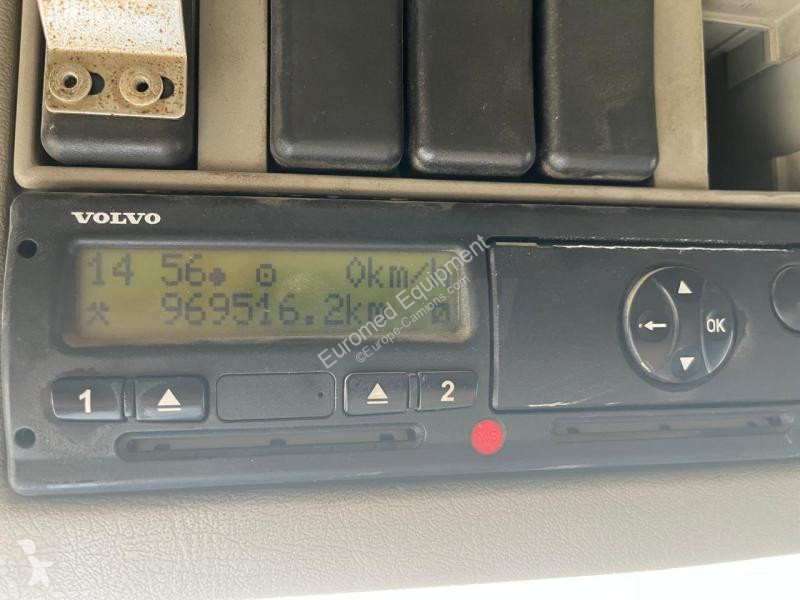 VOLVO
14 56 0km/h
969516.2km
1
2
OK
Euromed Equipment
©Europe-Camions.com